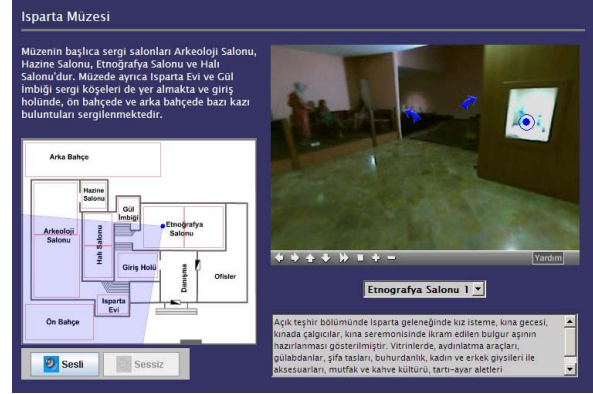 Isparta Müzesi
Müzenin başlıca sergi salonları Arkeoloji Salonu,
Hazine Salonu, Etnoğrafya Salonu ve Halı
Salonu'dur. Müzede ayrıca Isparta Evi ve Gül
İmbiği sergi köşeleri de yer almakta ve giriş
holünde, ön bahçede ve arka bahçede bazı kazı
buluntuları sergilenmektedir.
Arka Bahçe
Hazine
Salonu
Gül
İmbiği
Arkeoloji
Salonu
Halı Salonu
Etnoğrafya
Salonu
Giriş Holü
Danışma
Ofisler
Isparta
Evi
Ön Bahçe
Sesli
Sessiz
Yardım
Etnografya Salonu 1
Açık teşhir bölümünde Isparta geleneğinde kız isteme, kına gecesi,
kınada çalgıcılar, kına seremonisinde ikram edilen bulgur aşının
hazırlanması gösterilmiştir. Vitrinlerde, aydınlatma araçları,
gülabdanlar, şifa tasları, buhurdanlık, kadın ve erkek giysileri ile
aksesuarları, mutfak ve kahve kültürü, tartı-ayar aletleri